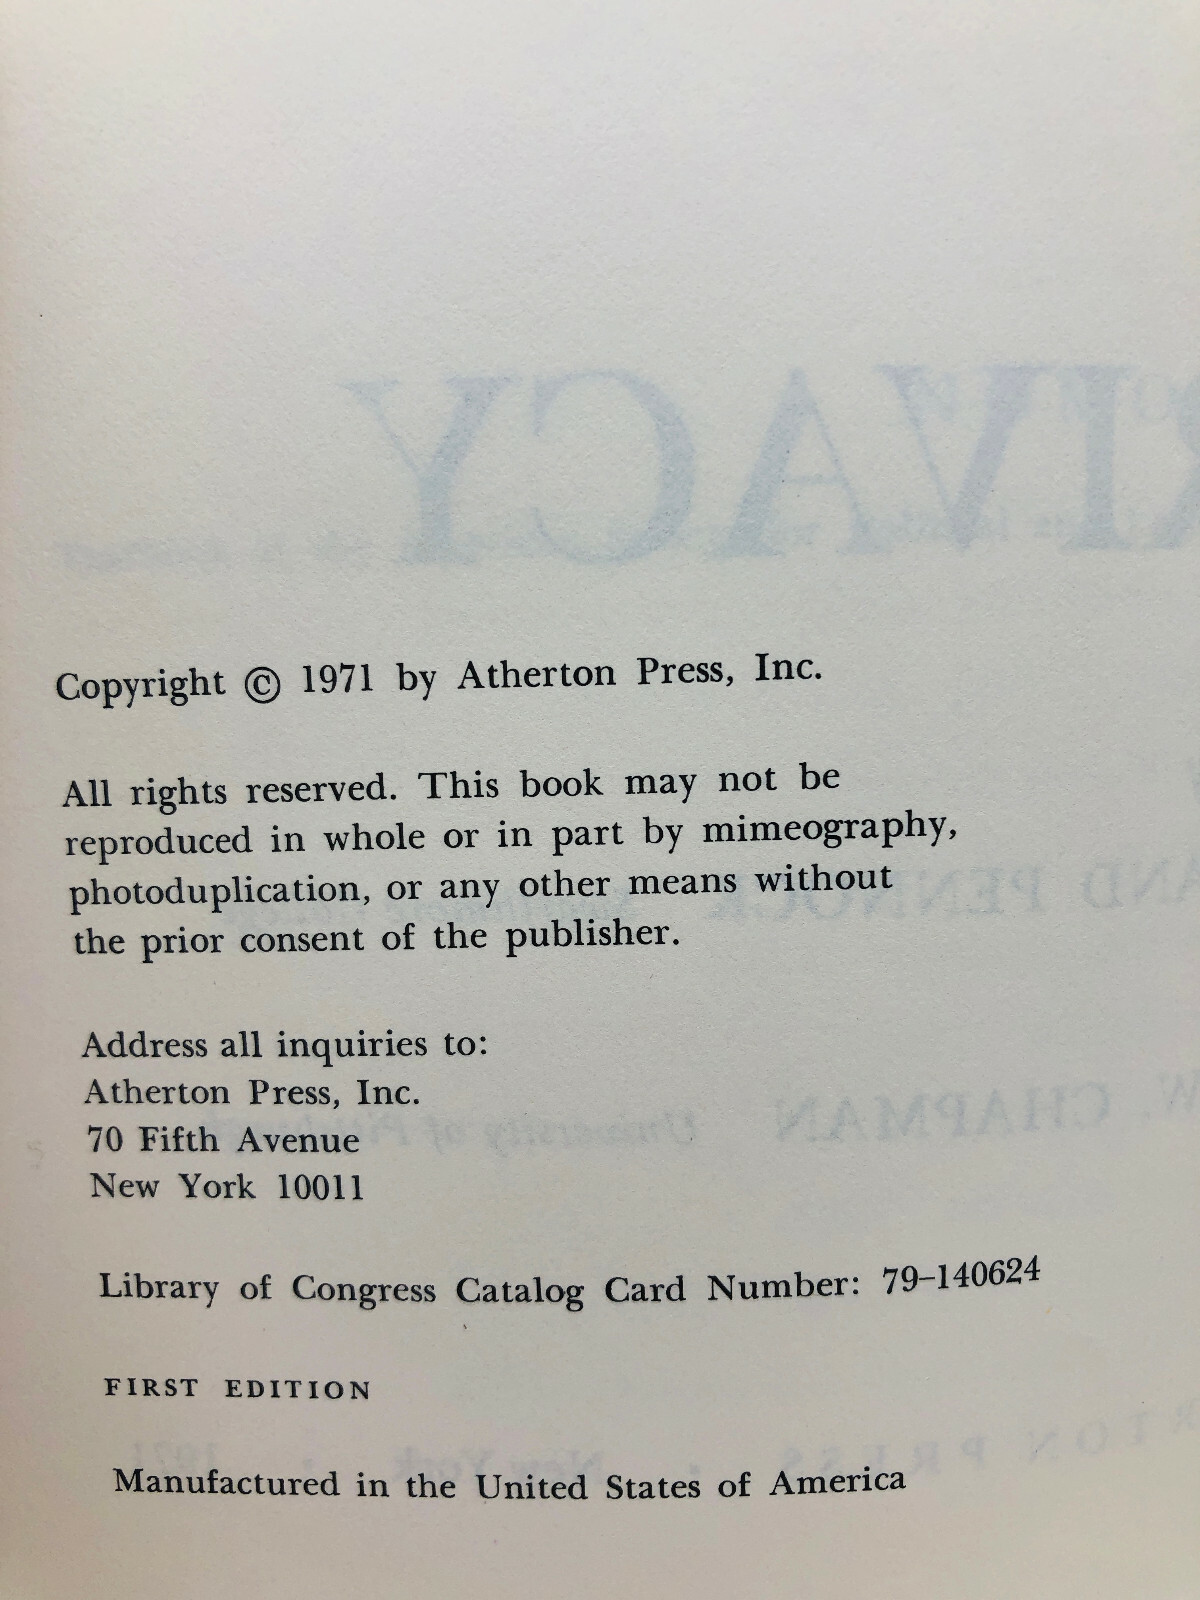 Copyright © 1971 by Atherton Press, Inc.
All rights reserved. This book may not be
reproduced in whole or in part by mimeography,
photoduplication, or any other means without
the prior consent of the publisher.
Address all inquiries to:
Atherton Press, Inc.
70 Fifth Avenue
New York 10011
Library of Congress Catalog Card Number: 79-140624
FIRST EDITION
Manufactured in the United States of America